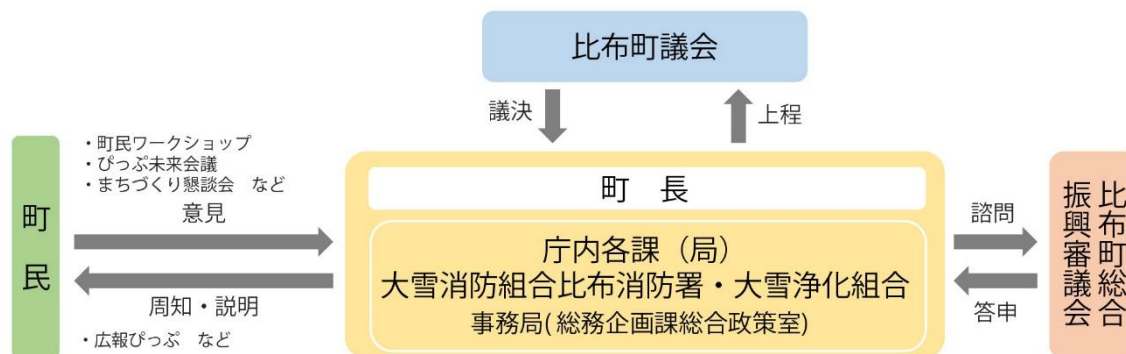 比布町議会
議決
上程
・町民ワークショップ
・ぴっぷ未来会議
・まちづくり懇談会　など
意見
町民
周知・説明
・広報ぴっぷ　など
町　長
庁内各課（局）
大雪消防組合比布消防署・大雪浄化組合
事務局(総務企画課総合政策室)
諮問
答申
比布町総合
振興審議会